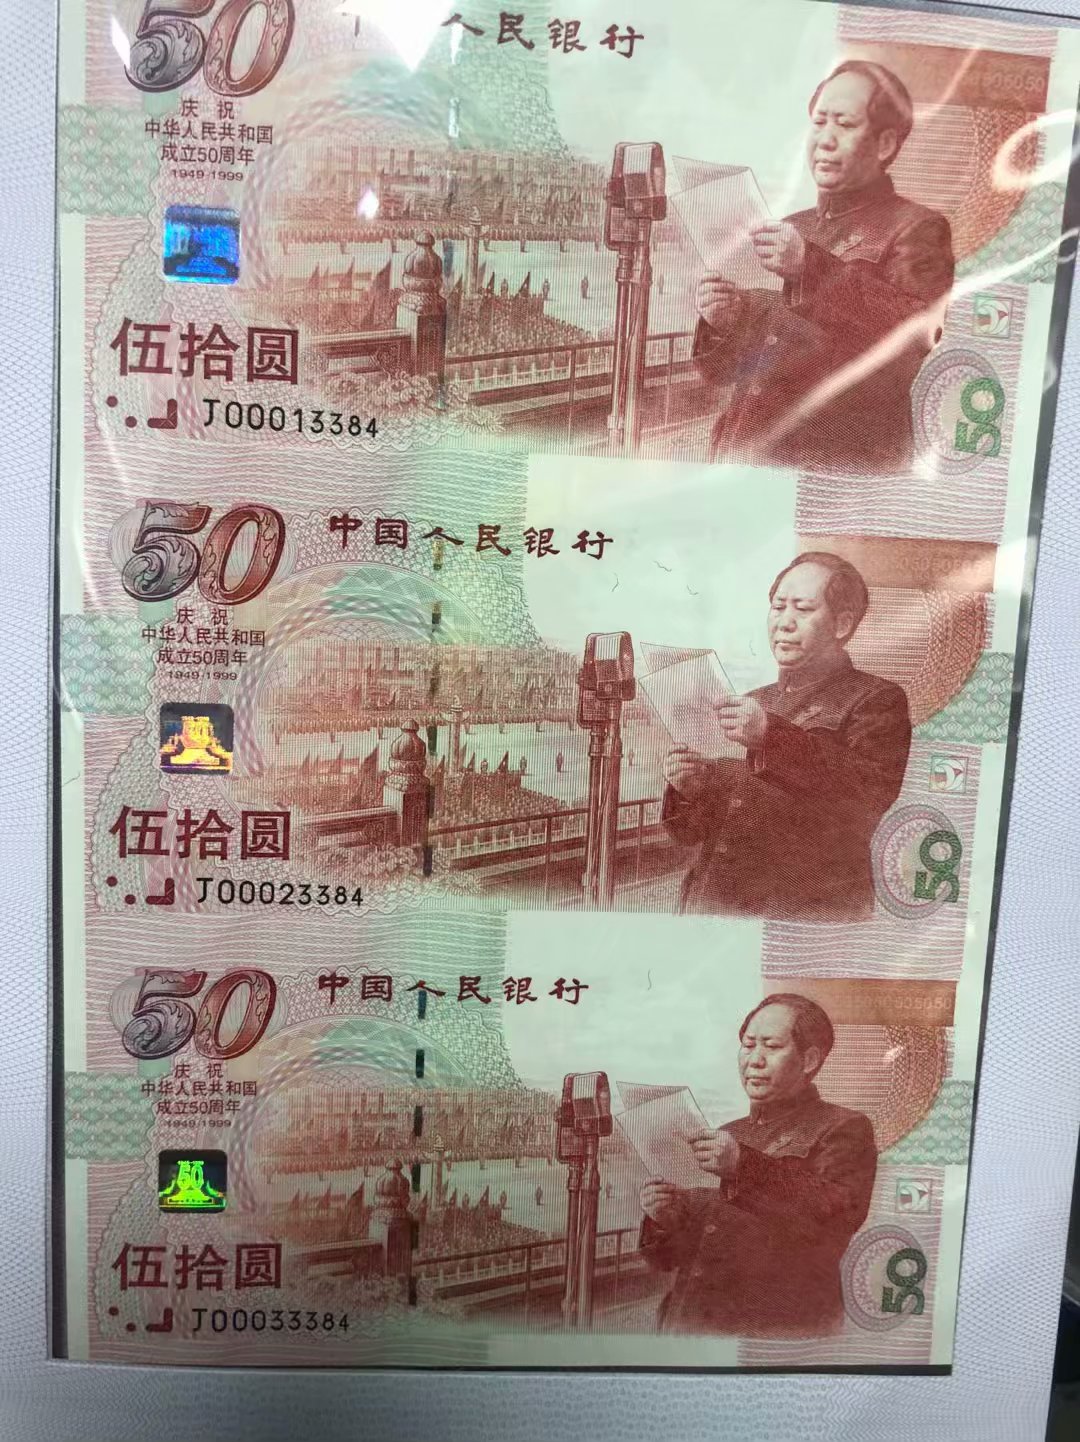 50
人民银行
庆 祝
中华人民共和国
成立50周年
1949-1999
伍拾圆
J00013384
50
50
中国人民银行
庆 祝
中华人民共和国
成立50周年
1949-1999
伍拾圆
J00023384
50
50
中国人民银行
庆 祝
中华人民共和国
成立50周年
1949-1999
50
伍拾圆
J00033384
50